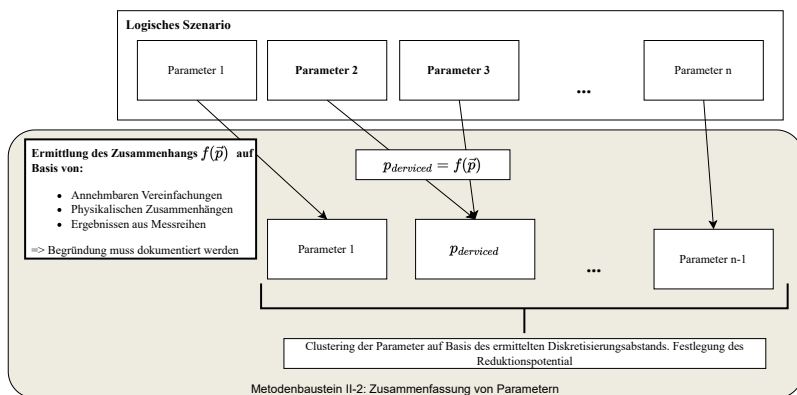 Logisches Szenario
Parameter 1
Parameter 2
Parameter 3
...
Parameter n
Ermittlung des Zusammenhangs f(p⃗) auf
Basis von:
• Annehmbaren Vereinfachungen
• Physikalischen Zusammenhängen
• Ergebnissen aus Messreihen
=> Begründung muss dokumentiert werden
p_derviced = f(p⃗)
Parameter 1
p_derviced
...
Parameter n-1
Clustering der Parameter auf Basis des ermittelten Diskretisierungsabstands. Festlegung des
Reduktionspotential
Metodenbaustein II-2: Zusammenfassung von Parametern